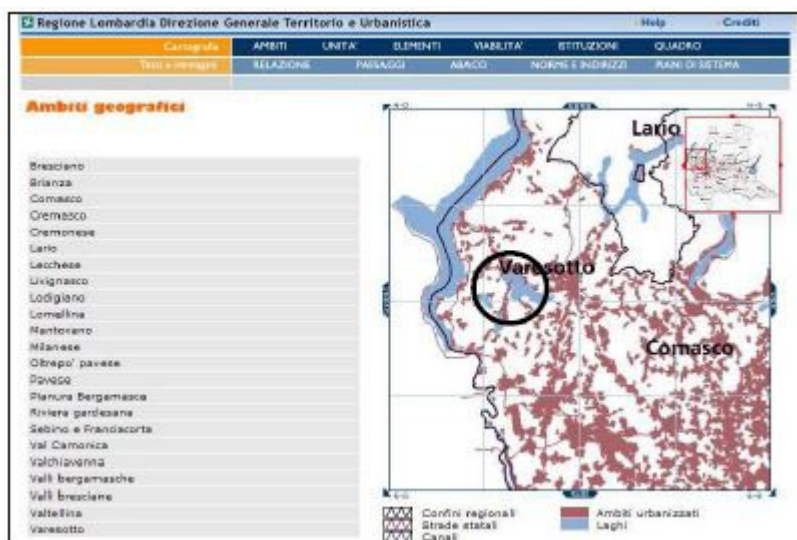 Regione Lombardia Direzione Generale Territorio e Urbanistica
Help
Crediti
Cartografa
AMBITI
UNITA'
ELEMENTI
VIABILITA'
ISTITUZIONI
QUADRO
Testi e immagini
RELAZIONE
PAESAGGI
ABACO
NORME E INDIRIZZI
PIANI DI SISTEMA
Ambiti geografici
Bresciano
Brianza
Comasco
Cremasco
Cremonese
Lario
Lecchese
Livignasco
Lodigiano
Lomellina
Mantovano
Milanese
Oltrepo' pavese
Pavese
Pianura Bergamasca
Riviera gardesana
Sebino e Franciacorta
Val Camonica
Valchiavenna
Valli bergamasche
Valli bresciane
Valtellina
Varesotto
N-O
N-E
Lario
Varesotto
Comasco
S-O
S-E
Confini regionali
Strade statali
Canali
Ambiti urbanizzati
Laghi